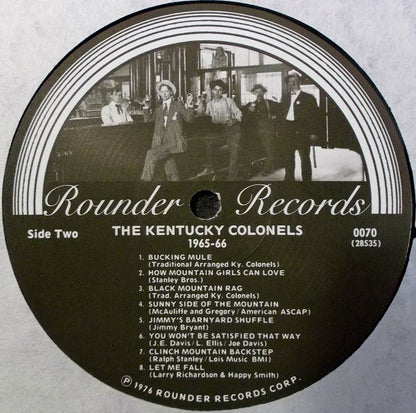 Rounder Records
Side Two
THE KENTUCKY COLONELS
1965-66
0070
(28535)
1. BUCKING MULE
(Traditional Arranged Ky. Colonels)
2. HOW MOUNTAIN GIRLS CAN LOVE
(Stanley Bros.)
3. BLACK MOUNTAIN RAG
(Trad. Arranged Ky. Colonels)
4. SUNNY SIDE OF THE MOUNTAIN
(McAuliffe and Gregory/American ASCAP)
5. JIMMY'S BARNYARD SHUFFLE
(Jimmy Bryant)
6. YOU WON'T BE SATISFIED THAT WAY
(J.E. Davis/L. Ellis/Joe Davis)
7. CLINCH MOUNTAIN BACKSTEP
(Ralph Stanley/Lois Music BMI)
8. LET ME FALL
(Larry Richardson & Happy Smith)
℗ 1976 ROUNDER RECORDS CORP.